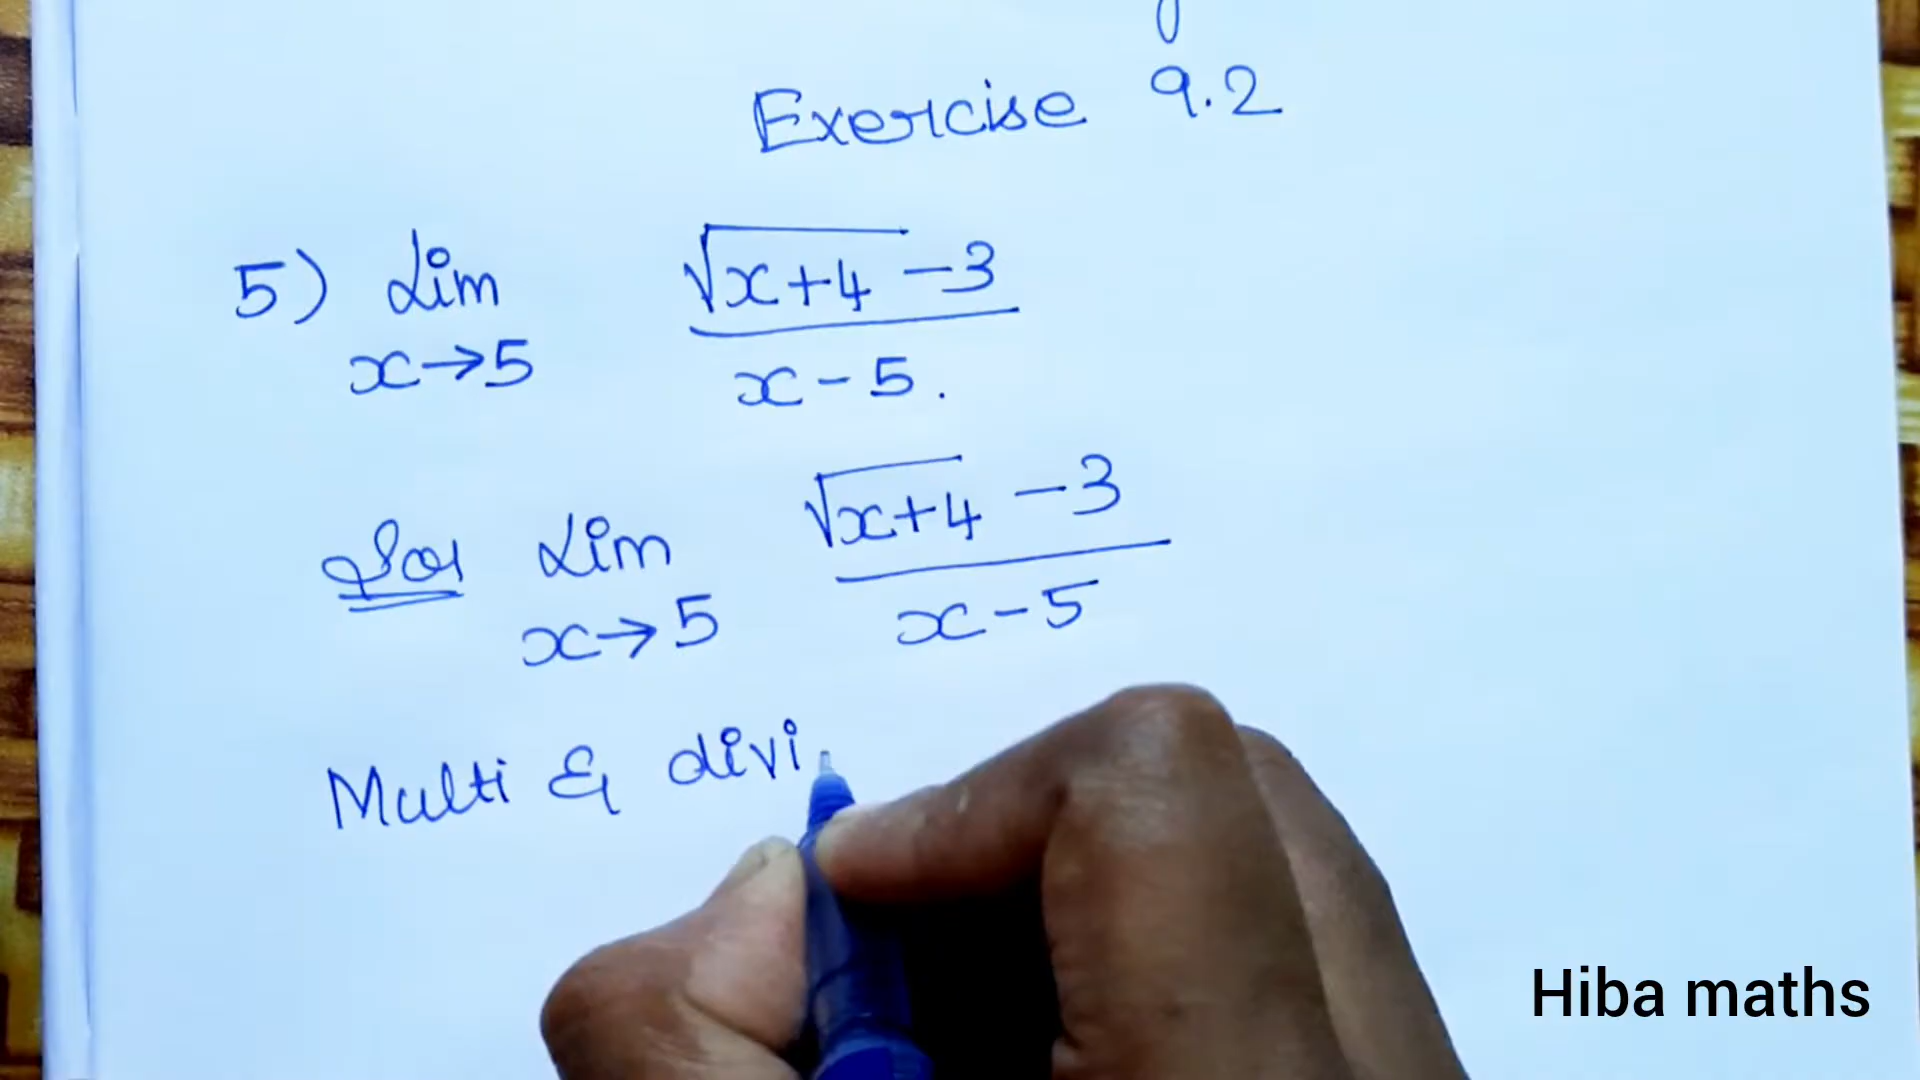 Exercise 9.2
5) Lim x→5 √x+4 -3 / x-5.
Sol Lim x→5 √x+4 -3 / x-5
Multi & divi
Hiba maths